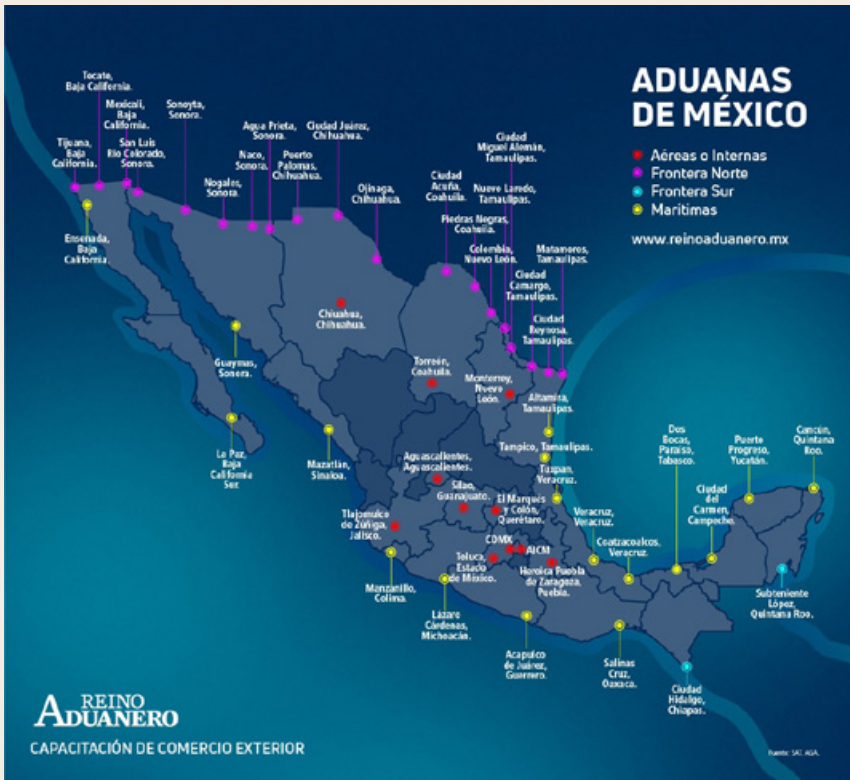 ADUANAS
DE MÉXICO
Aéreas o Internas
Frontera Norte
Frontera Sur
Marítimas
www.reinoaduanero.mx
Tecate,
Baja California.
Mexicali,
Baja
California.
Tijuana,
Baja
California.
San Luis
Río Colorado,
Sonora.
Sonoyta,
Sonora.
Nogales,
Sonora.
Naco,
Sonora.
Agua Prieta,
Sonora.
Puerto
Palomas,
Chihuahua.
Ciudad Juárez,
Chihuahua.
Ojinaga,
Chihuahua.
Ciudad
Acuña,
Coahuila.
Piedras Negras,
Coahuila.
Colombia,
Nuevo León.
Nuevo Laredo,
Tamaulipas.
Ciudad
Miguel Alemán,
Tamaulipas.
Ciudad
Camargo,
Tamaulipas.
Ciudad
Reynosa,
Tamaulipas.
Matamoros,
Tamaulipas.
Ensenada,
Baja
California.
Chiuahua,
Chihuahua.
Guaymas,
Sonora.
Torreón,
Coahuila.
Monterrey,
Nuevo
León.
Altamira,
Tamaulipas.
Tampico, Tamaulipas.
Tuxpan,
Veracruz.
La Paz,
Baja
California
Sur.
Mazatlán,
Sinaloa.
Aguascalientes,
Aguascalientes.
Silao,
Guanajuato.
El Marqués
y Colón,
Querétaro.
Tlajomulco
de Zúñiga,
Jalisco.
CDMX
AICM
Toluca,
Estado
de México.
Heroica Puebla
de Zaragoza,
Puebla.
Manzanillo,
Colima.
Lázaro
Cárdenas,
Michoacán.
Acapulco
de Juárez,
Guerrero.
Veracruz,
Veracruz.
Coatzacoalcos,
Veracruz.
Dos
Bocas,
Paraíso,
Tabasco.
Ciudad
del
Carmen,
Campeche.
Puerto
Progreso,
Yucatán.
Cancún,
Quintana
Roo.
Subteniente
López,
Quintana Roo.
Salinas
Cruz,
Oaxaca.
Ciudad
Hidalgo,
Chiapas.
REINO
ADUANERO
CAPACITACIÓN DE COMERCIO EXTERIOR
Fuente: SAT. AGA.